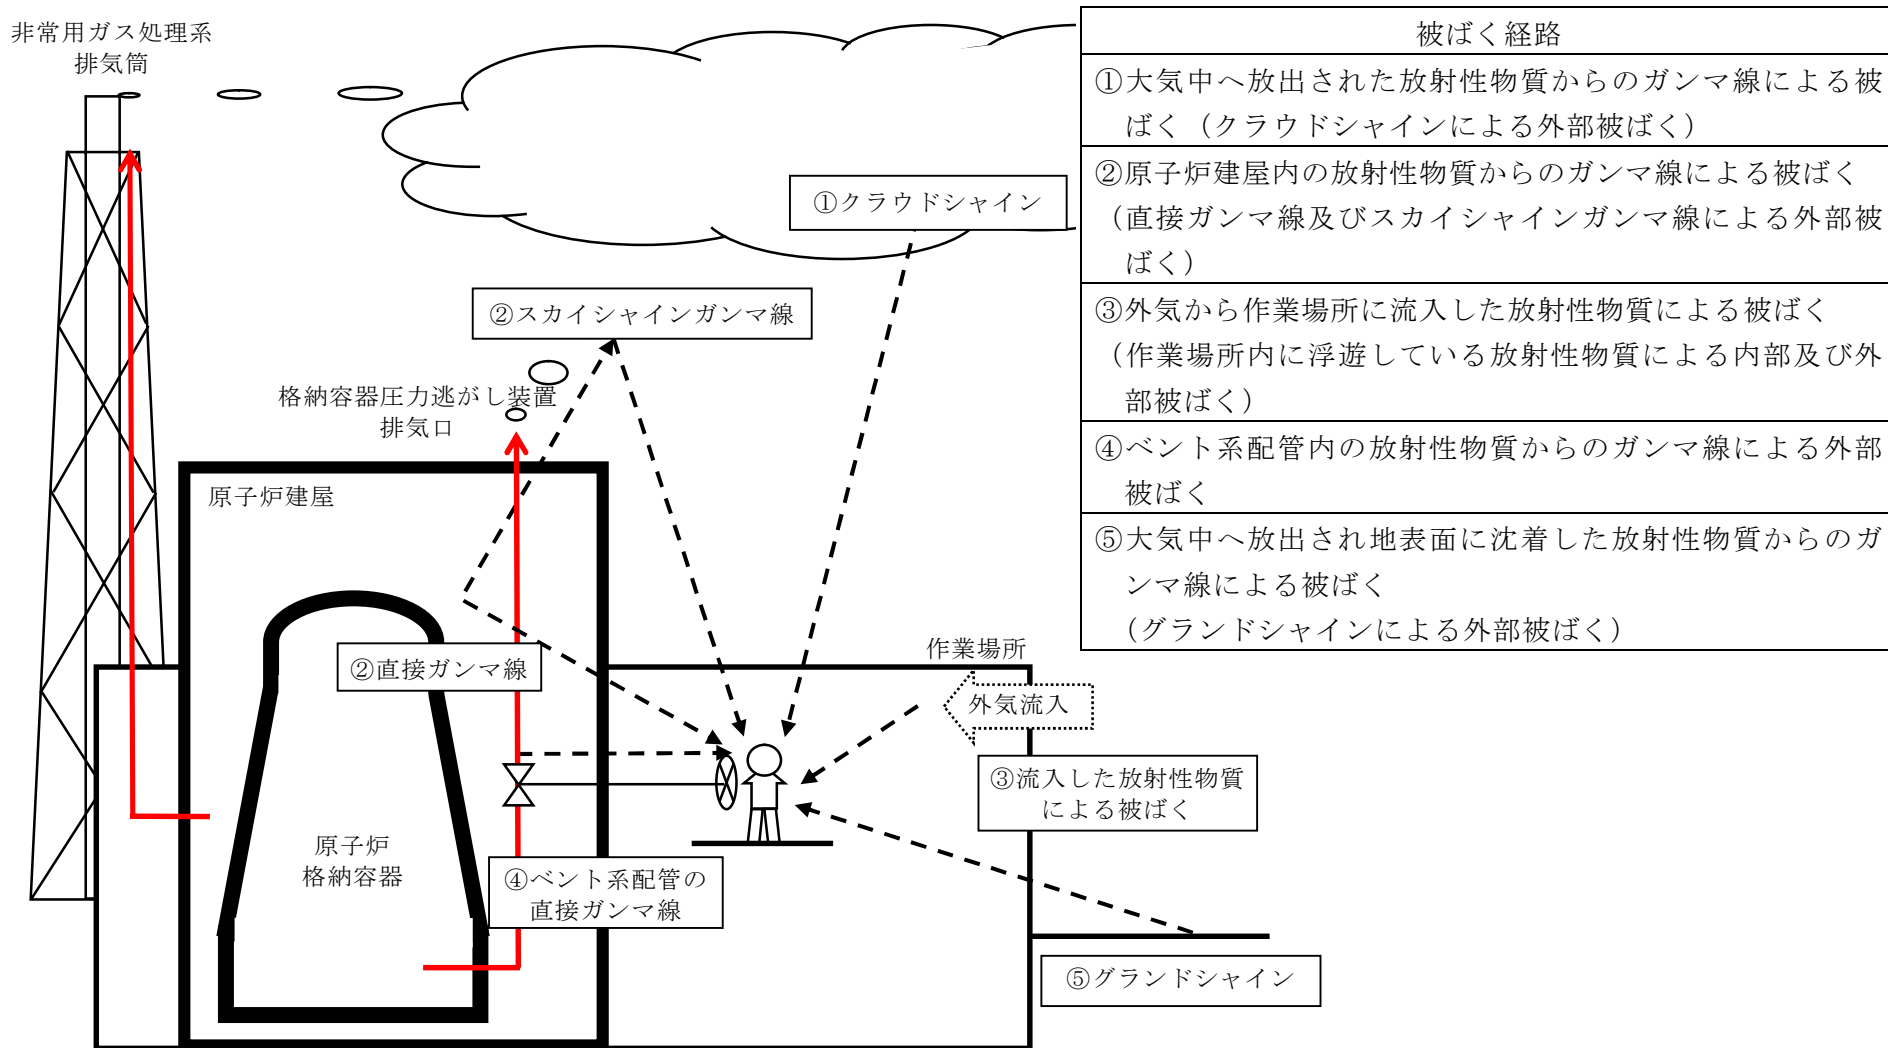 非常用ガス処理系
排気筒
①クラウドシャイン
②スカイシャインガンマ線
格納容器圧力逃がし装置
排気口
原子炉建屋
②直接ガンマ線
作業場所
外気流入
③流入した放射性物質
による被ばく
原子炉
格納容器
④ベント系配管の
直接ガンマ線
⑤グランドシャイン
被ばく経路
①大気中へ放出された放射性物質からのガンマ線による被
ばく（クラウドシャインによる外部被ばく）
②原子炉建屋内の放射性物質からのガンマ線による被ばく
（直接ガンマ線及びスカイシャインガンマ線による外部被
ばく）
③外気から作業場所に流入した放射性物質による被ばく
（作業場所内に浮遊している放射性物質による内部及び外
部被ばく）
④ベント系配管内の放射性物質からのガンマ線による外部
被ばく
⑤大気中へ放出され地表面に沈着した放射性物質からのガ
ンマ線による被ばく
（グランドシャインによる外部被ばく）